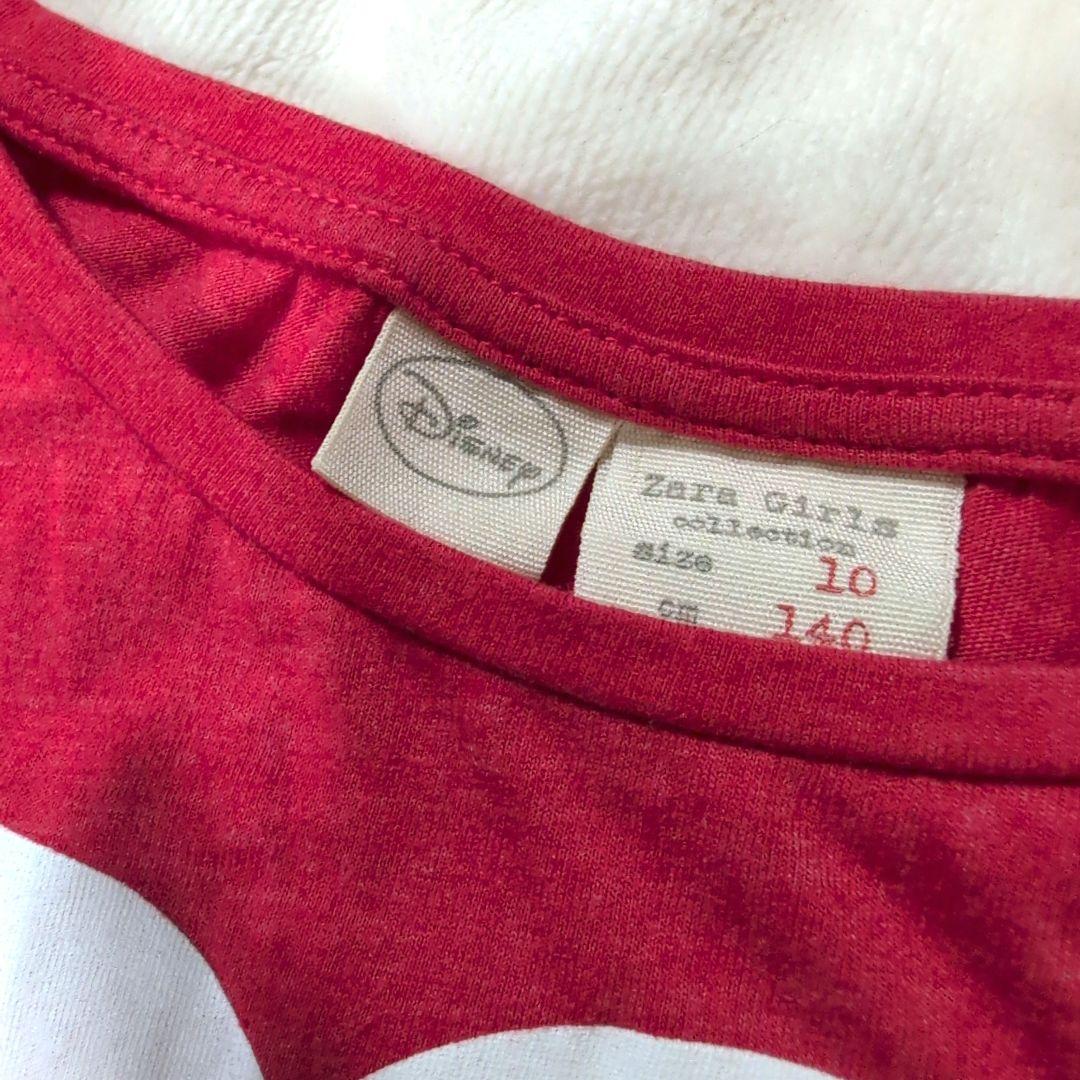 Disney
Zara Girls
collection
size 10
cm 140